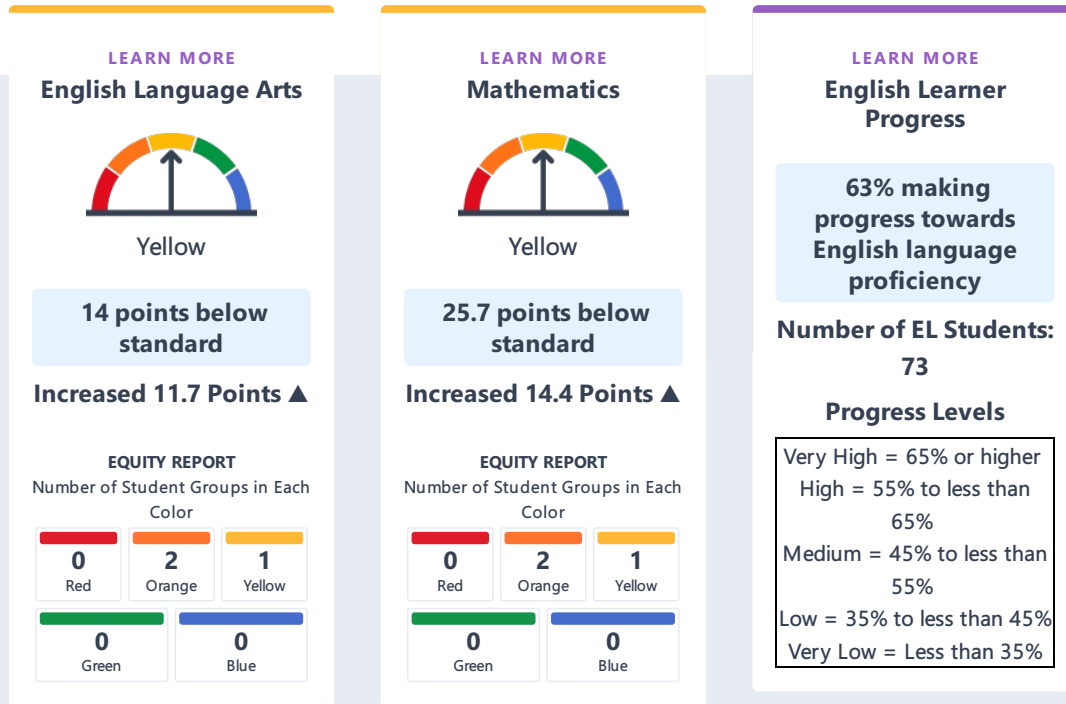 LEARN MORE
English Language Arts
Yellow
14 points below
standard
Increased 11.7 Points ▲
EQUITY REPORT
Number of Student Groups in Each
Color
0
Red
2
Orange
1
Yellow
0
Green
0
Blue
LEARN MORE
Mathematics
Yellow
25.7 points below
standard
Increased 14.4 Points ▲
EQUITY REPORT
Number of Student Groups in Each
Color
0
Red
2
Orange
1
Yellow
0
Green
0
Blue
LEARN MORE
English Learner
Progress
63% making
progress towards
English language
proficiency
Number of EL Students:
73
Progress Levels
Very High = 65% or higher
High = 55% to less than
65%
Medium = 45% to less than
55%
Low = 35% to less than 45%
Very Low = Less than 35%